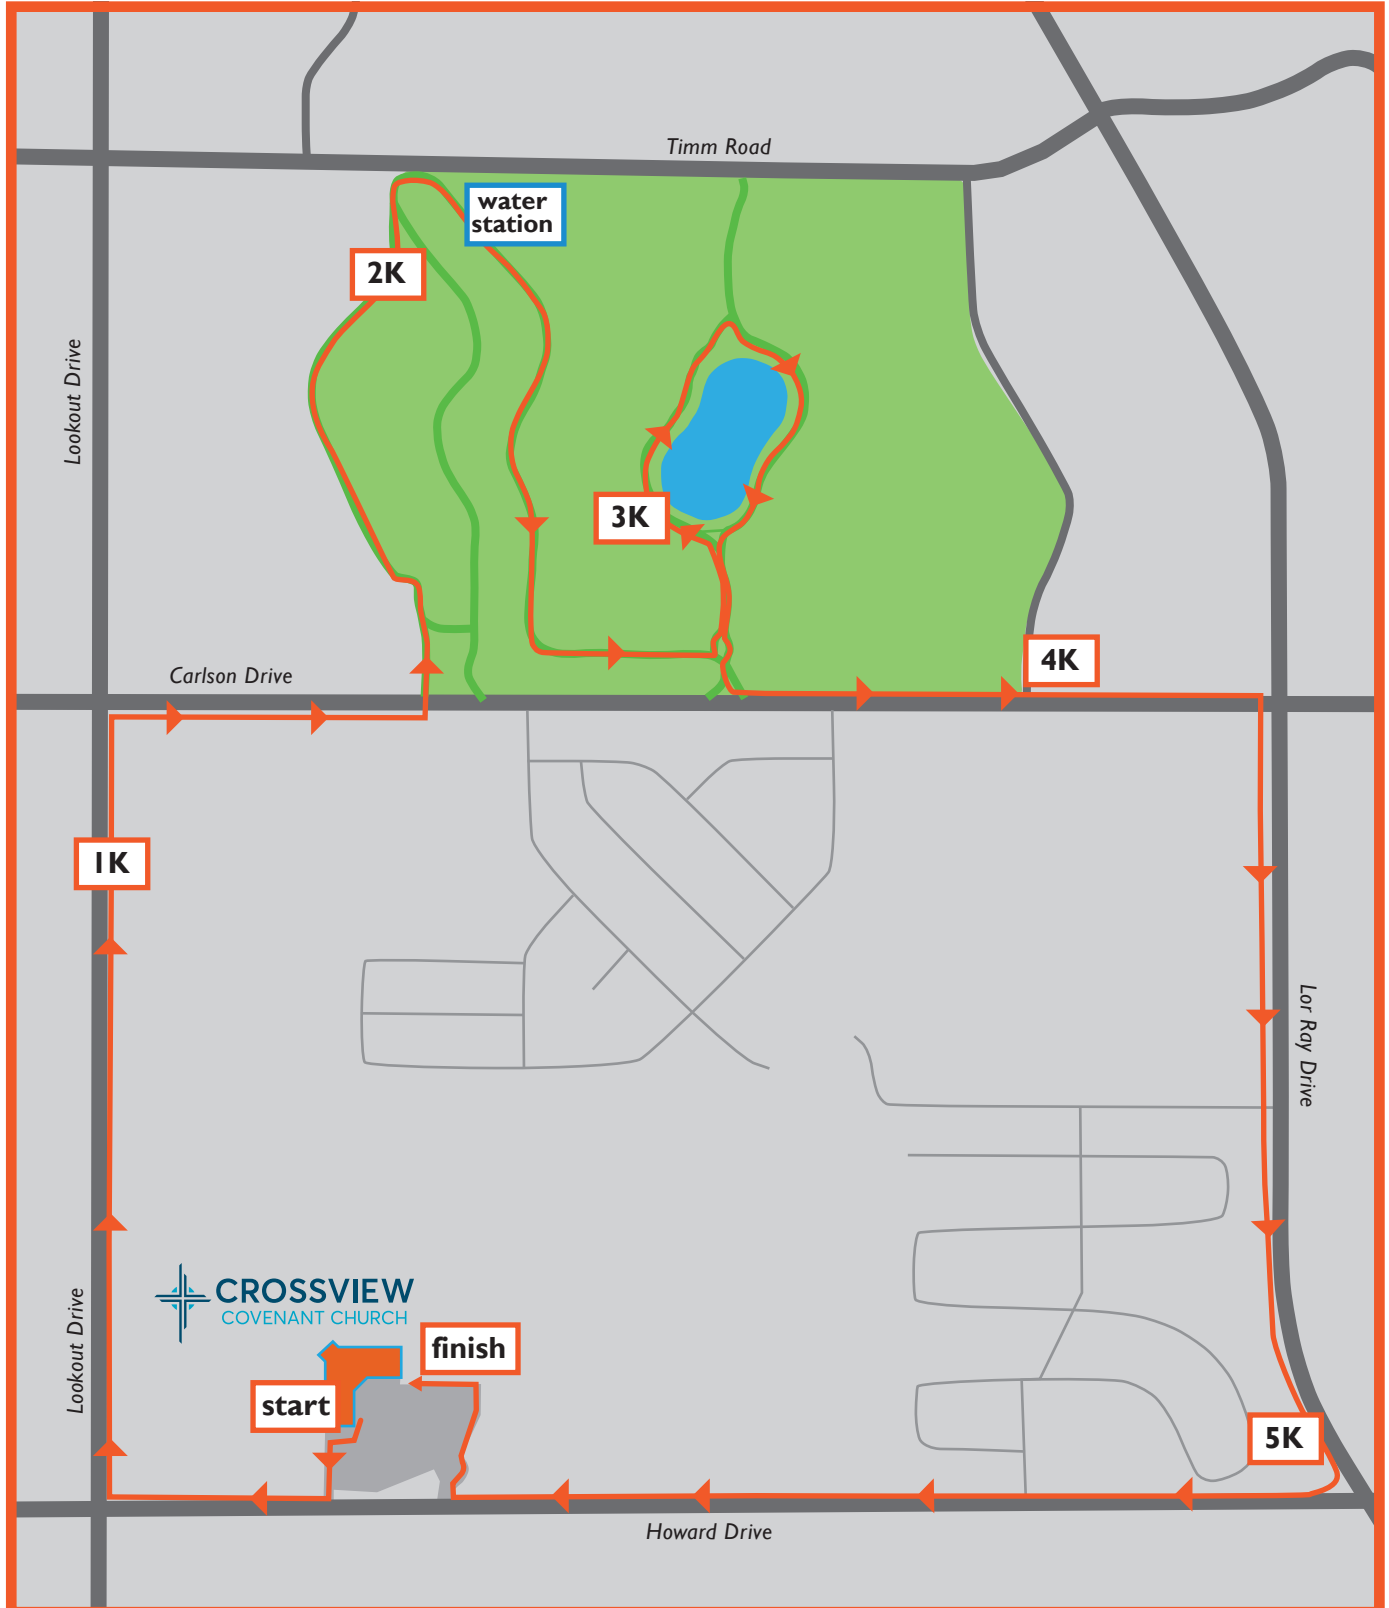 Timm Road
water
station
2K
Lookout Drive
3K
4K
Carlson Drive
1K
Lor Ray Drive
CROSSVIEW
COVENANT CHURCH
Lookout Drive
finish
start
5K
Howard Drive